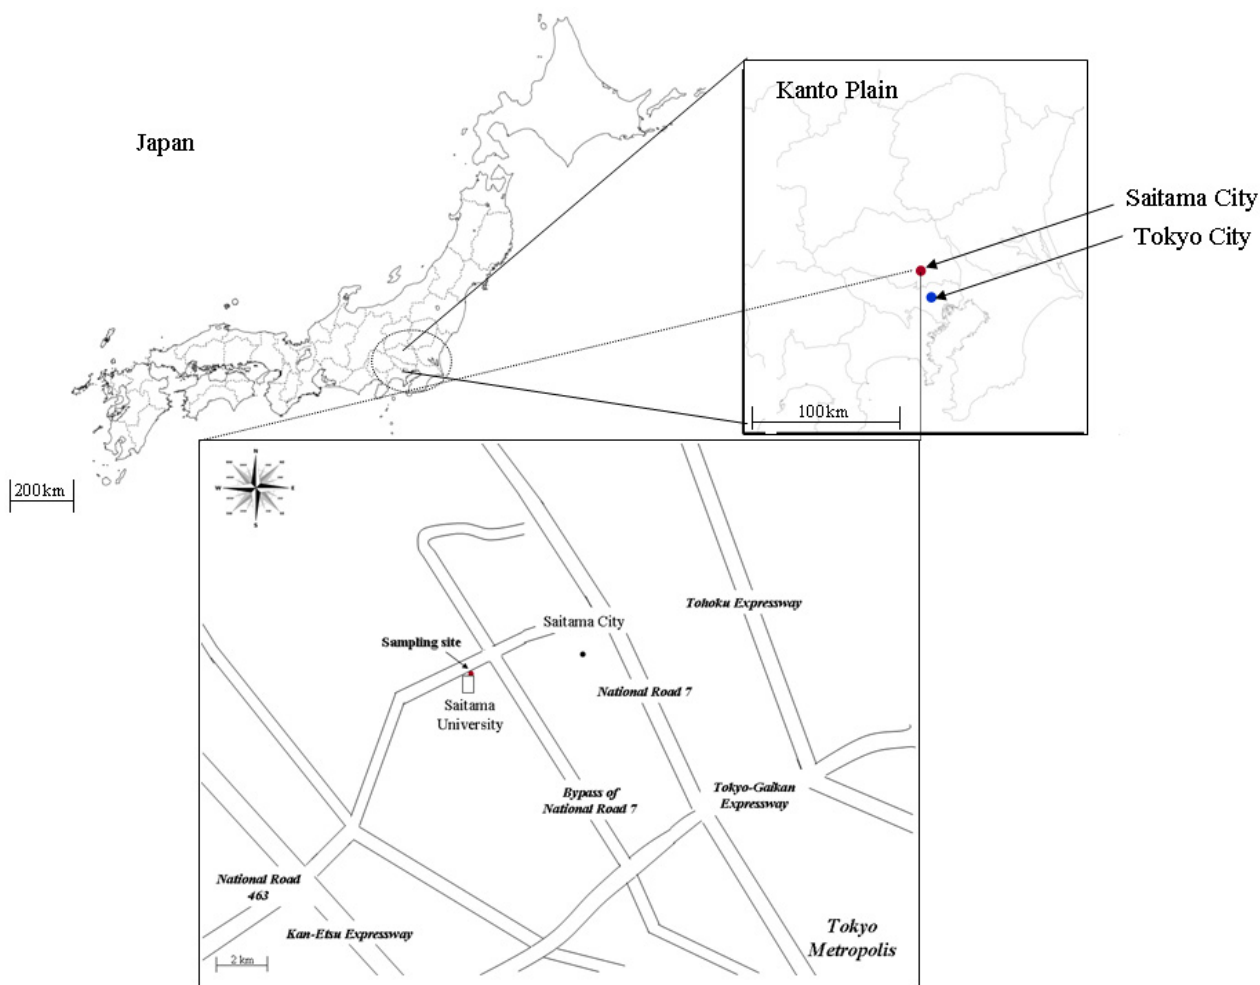 Japan
Kanto Plain
Saitama City
Tokyo City
100km
200km
N
W
E
S
Tohoku Expressway
Saitama City
Sampling site
National Road 7
Saitama
University
Bypass of
National Road 7
Tokyo-Gaikan
Expressway
National Road
463
Kan-Etsu Expressway
Tokyo
Metropolis
2 km